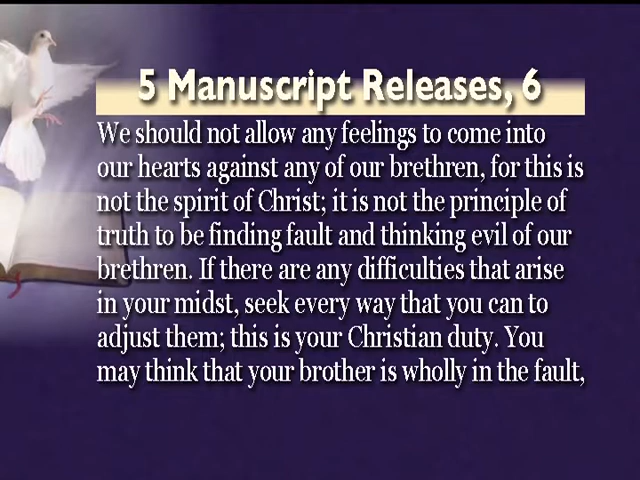 5 Manuscript Releases, 6
We should not allow any feelings to come into
our hearts against any of our brethren, for this is
not the spirit of Christ; it is not the principle of
truth to be finding fault and thinking evil of our
brethren. If there are any difficulties that arise
in your midst, seek every way that you can to
adjust them; this is your Christian duty. You
may think that your brother is wholly in the fault,